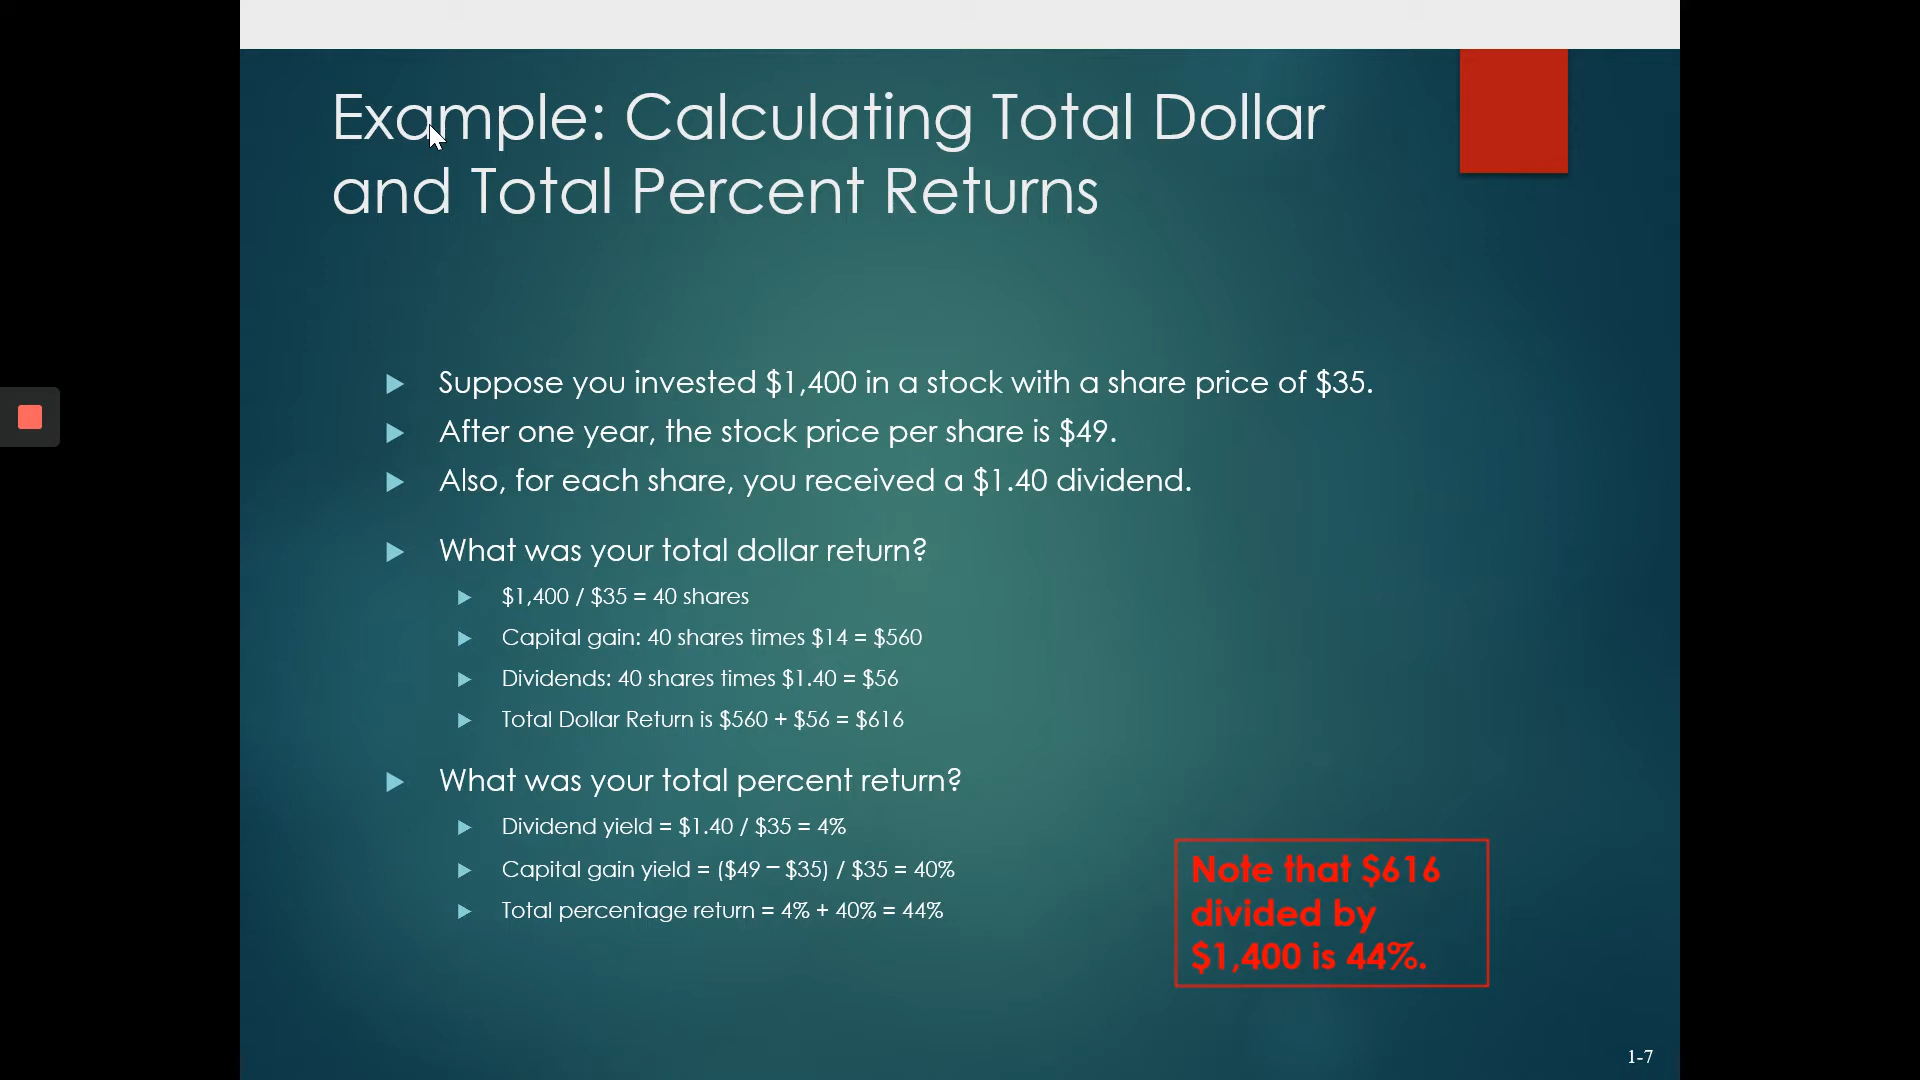 Example: Calculating Total Dollar
and Total Percent Returns
Suppose you invested $1,400 in a stock with a share price of $35.
After one year, the stock price per share is $49.
Also, for each share, you received a $1.40 dividend.
What was your total dollar return?
$1,400 / $35 = 40 shares
Capital gain: 40 shares times $14 = $560
Dividends: 40 shares times $1.40 = $56
Total Dollar Return is $560 + $56 = $616
What was your total percent return?
Dividend yield = $1.40 / $35 = 4%
Capital gain yield = ($49 – $35) / $35 = 40%
Total percentage return = 4% + 40% = 44%
Note that $616
divided by
$1,400 is 44%.
1-7